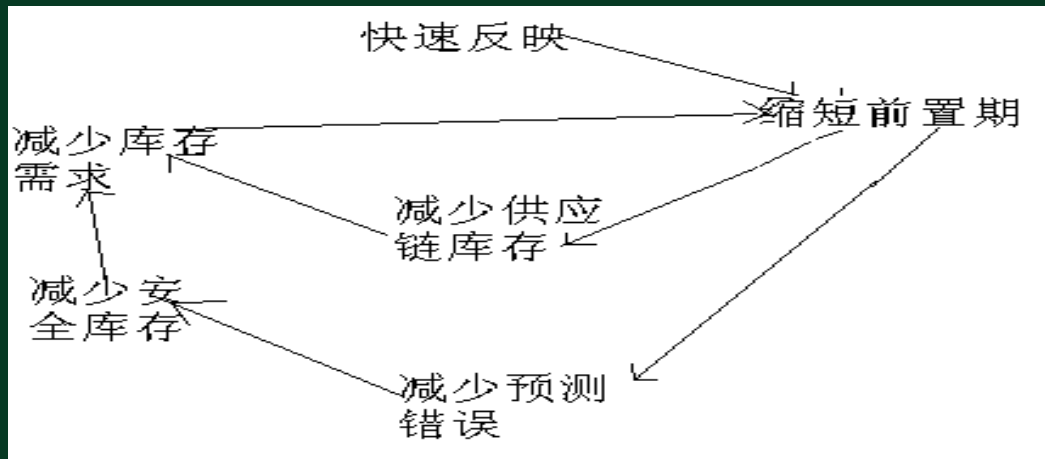 快速反映
缩短前置期
减少库存
需求
减少供应
链库存
减少安
全库存
减少预测
错误